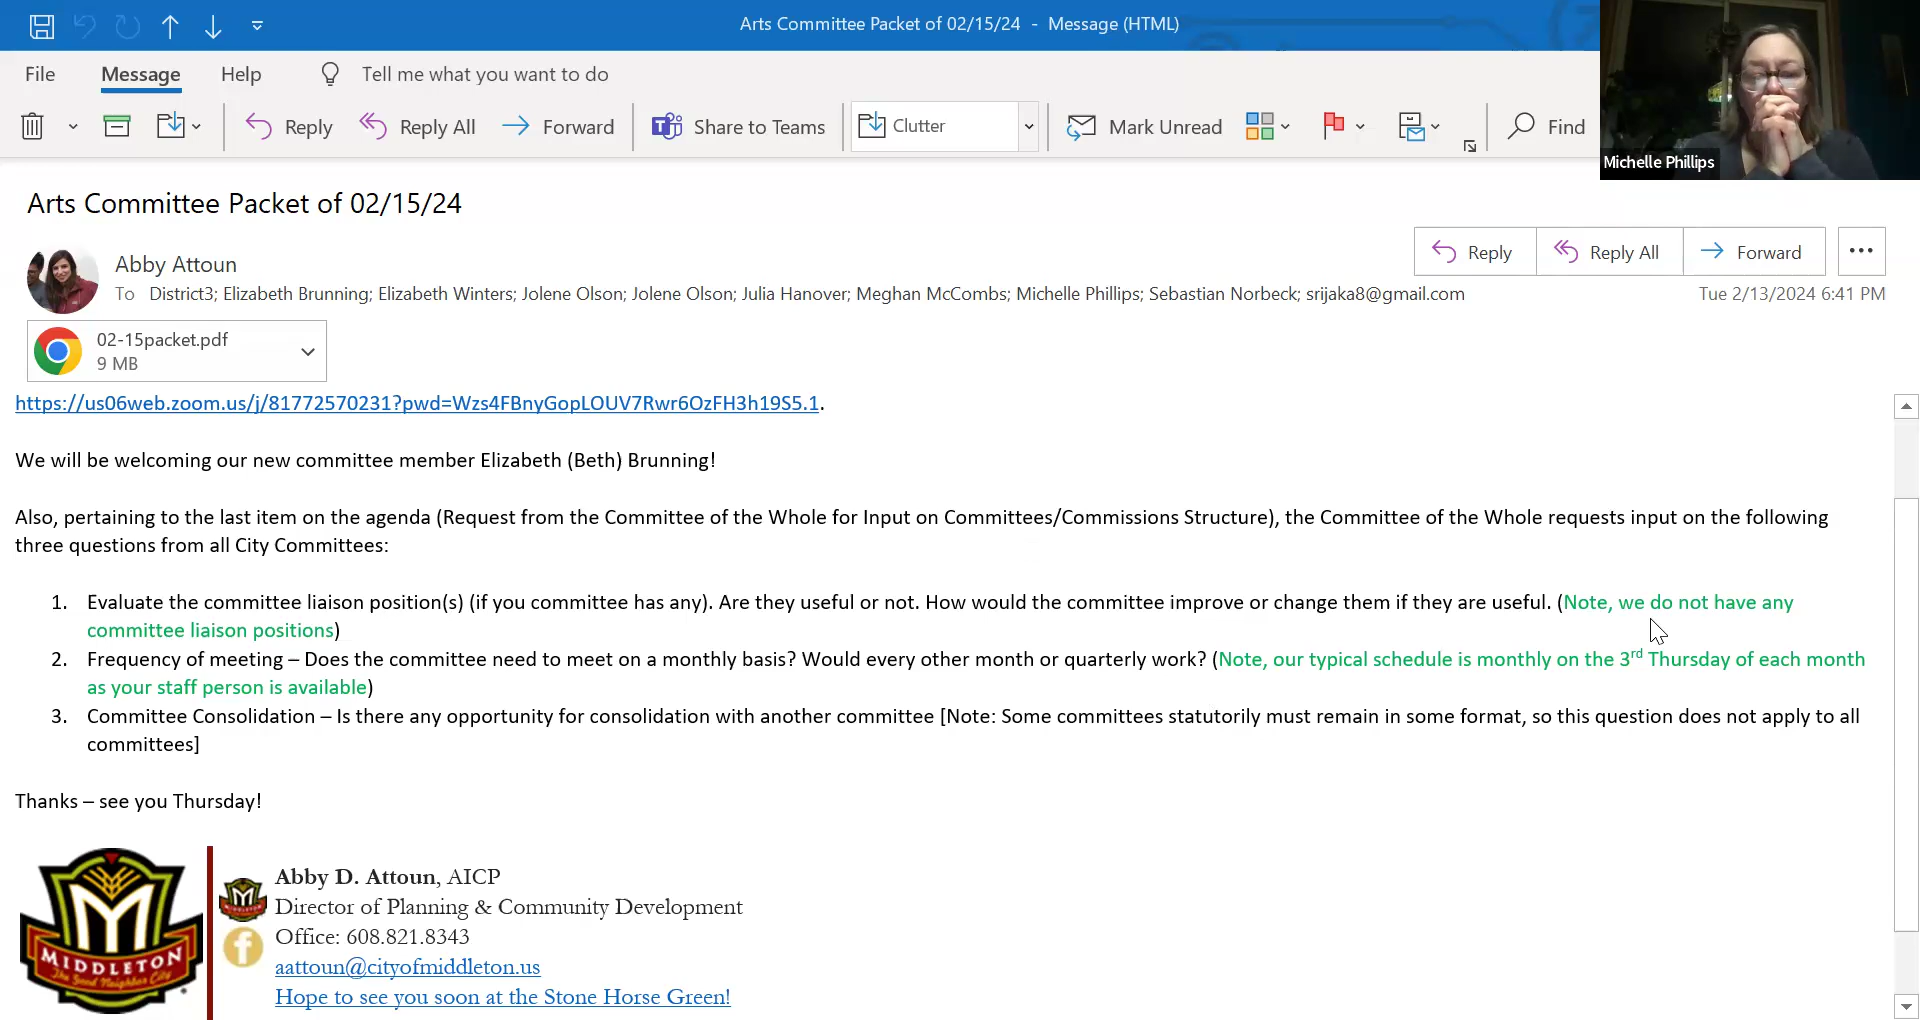 Arts Committee Packet of 02/15/24 - Message (HTML)
File Message Help Tell me what you want to do
Reply Reply All Forward Share to Teams Clutter Mark Unread Find
Michelle Phillips
Arts Committee Packet of 02/15/24
Abby Attoun
Reply Reply All Forward
To District3; Elizabeth Brunning; Elizabeth Winters; Jolene Olson; Jolene Olson; Julia Hanover; Meghan McCombs; Michelle Phillips; Sebastian Norbeck; srijaka8@gmail.com
Tue 2/13/2024 6:41 PM
02-15packet.pdf
9 MB
https://us06web.zoom.us/j/81772570231?pwd=Wzs4FBnyGopLOUV7Rwr6OzFH3h19S5.1.
We will be welcoming our new committee member Elizabeth (Beth) Brunning!
Also, pertaining to the last item on the agenda (Request from the Committee of the Whole for Input on Committees/Commissions Structure), the Committee of the Whole requests input on the following
three questions from all City Committees:
1. Evaluate the committee liaison position(s) (if you committee has any). Are they useful or not. How would the committee improve or change them if they are useful. (Note, we do not have any
committee liaison positions)
2. Frequency of meeting – Does the committee need to meet on a monthly basis? Would every other month or quarterly work? (Note, our typical schedule is monthly on the 3rd Thursday of each month
as your staff person is available)
3. Committee Consolidation – Is there any opportunity for consolidation with another committee [Note: Some committees statutorily must remain in some format, so this question does not apply to all
committees]
Thanks – see you Thursday!
MIDDLETON
The Good Neighbor City
MIDDLETON
Abby D. Attoun, AICP
Director of Planning & Community Development
Office: 608.821.8343
aattoun@cityofmiddleton.us
Hope to see you soon at the Stone Horse Green!